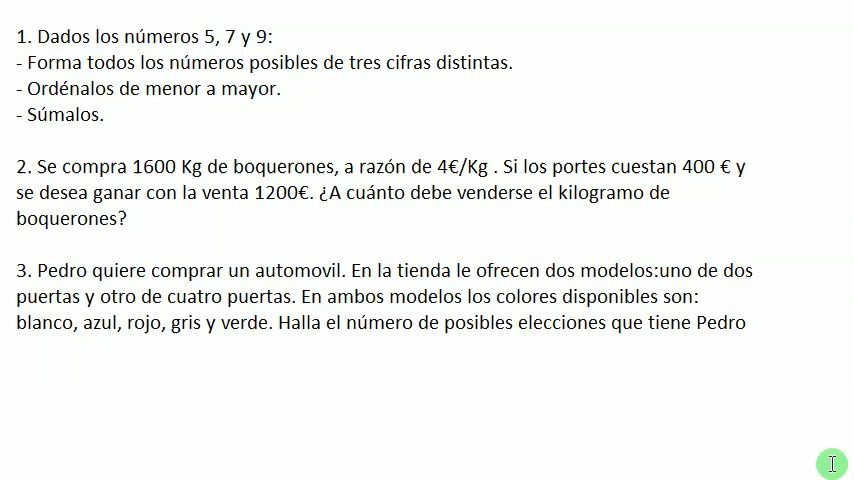 1. Dados los números 5, 7 y 9:
- Forma todos los números posibles de tres cifras distintas.
- Ordénalos de menor a mayor.
- Súmalos.
2. Se compra 1600 Kg de boquerones, a razón de 4€/Kg . Si los portes cuestan 400 € y
se desea ganar con la venta 1200€. ¿A cuánto debe venderse el kilogramo de
boquerones?
3. Pedro quiere comprar un automovil. En la tienda le ofrecen dos modelos:uno de dos
puertas y otro de cuatro puertas. En ambos modelos los colores disponibles son:
blanco, azul, rojo, gris y verde. Halla el número de posibles elecciones que tiene Pedro